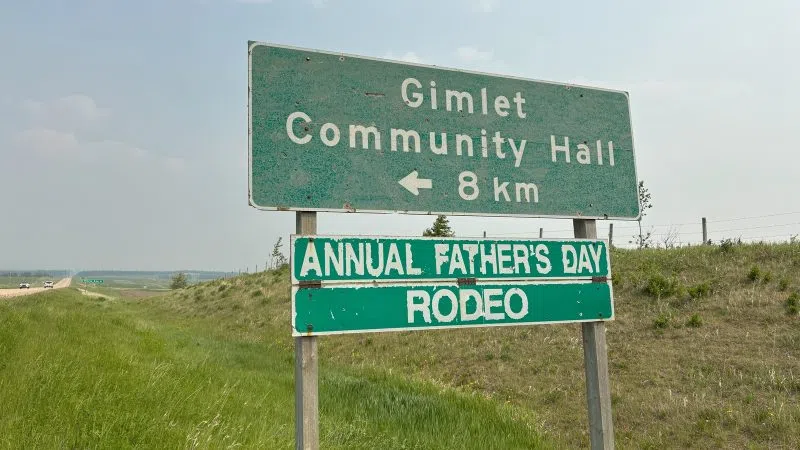 Gimlet
Community Hall
← 8 km
ANNUAL FATHER'S DAY
RODEO